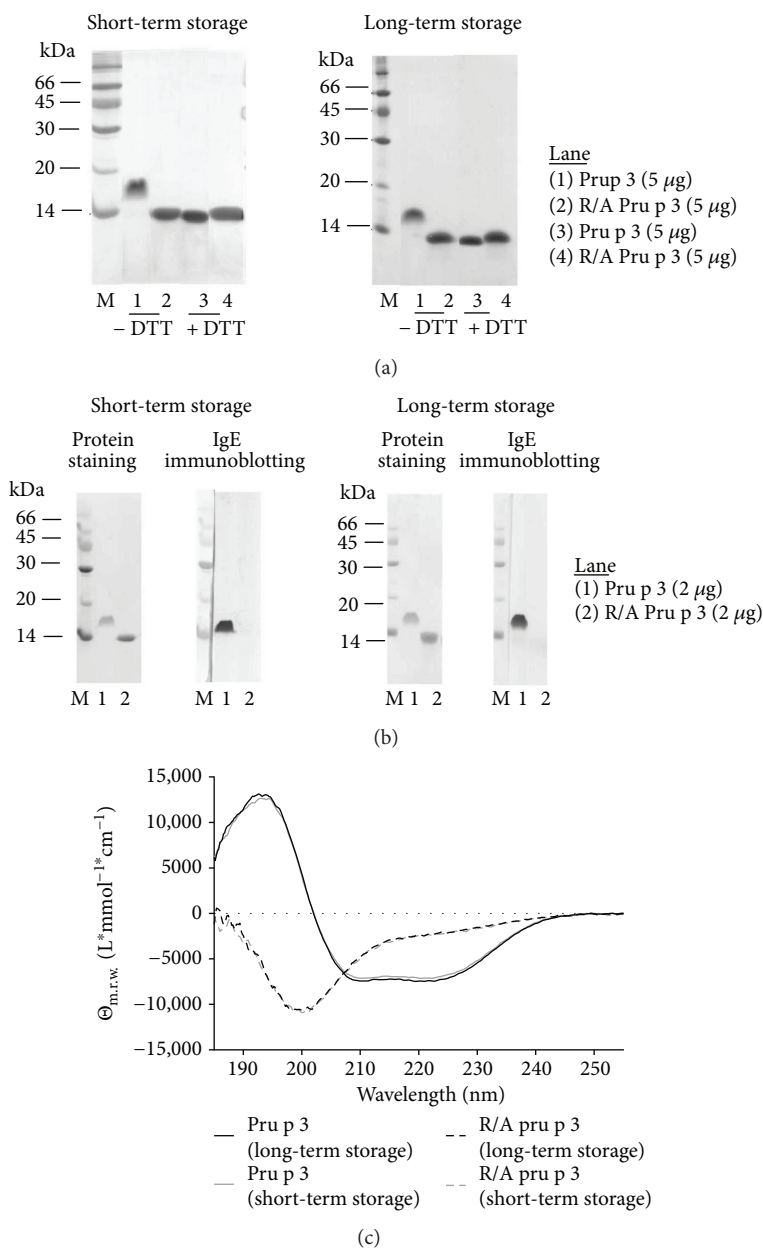 Short-term storage
Long-term storage
kDa
66
45
30
20
14
M 1 2 3 4
– DTT + DTT
kDa
66
45
30
20
14
M 1 2 3 4
– DTT + DTT
Lane
(1) Prup 3 (5 μg)
(2) R/A Pru p 3 (5 μg)
(3) Pru p 3 (5 μg)
(4) R/A Pru p 3 (5 μg)
(a)
Short-term storage
Long-term storage
Protein
staining
IgE
immunoblotting
Protein
staining
IgE
immunoblotting
kDa
66
45
30
20
14
M 1 2
M 1 2
kDa
66
45
30
20
14
M 1 2
M 1 2
Lane
(1) Pru p 3 (2 μg)
(2) R/A Pru p 3 (2 μg)
(b)
Θm.r.w. (L*mmol−1*cm−1)
15,000
10,000
5000
0
−5000
−10,000
−15,000
190 200 210 220 230 240 250
Wavelength (nm)
Pru p 3
(long-term storage)
Pru p 3
(short-term storage)
R/A pru p 3
(long-term storage)
R/A pru p 3
(short-term storage)
(c)